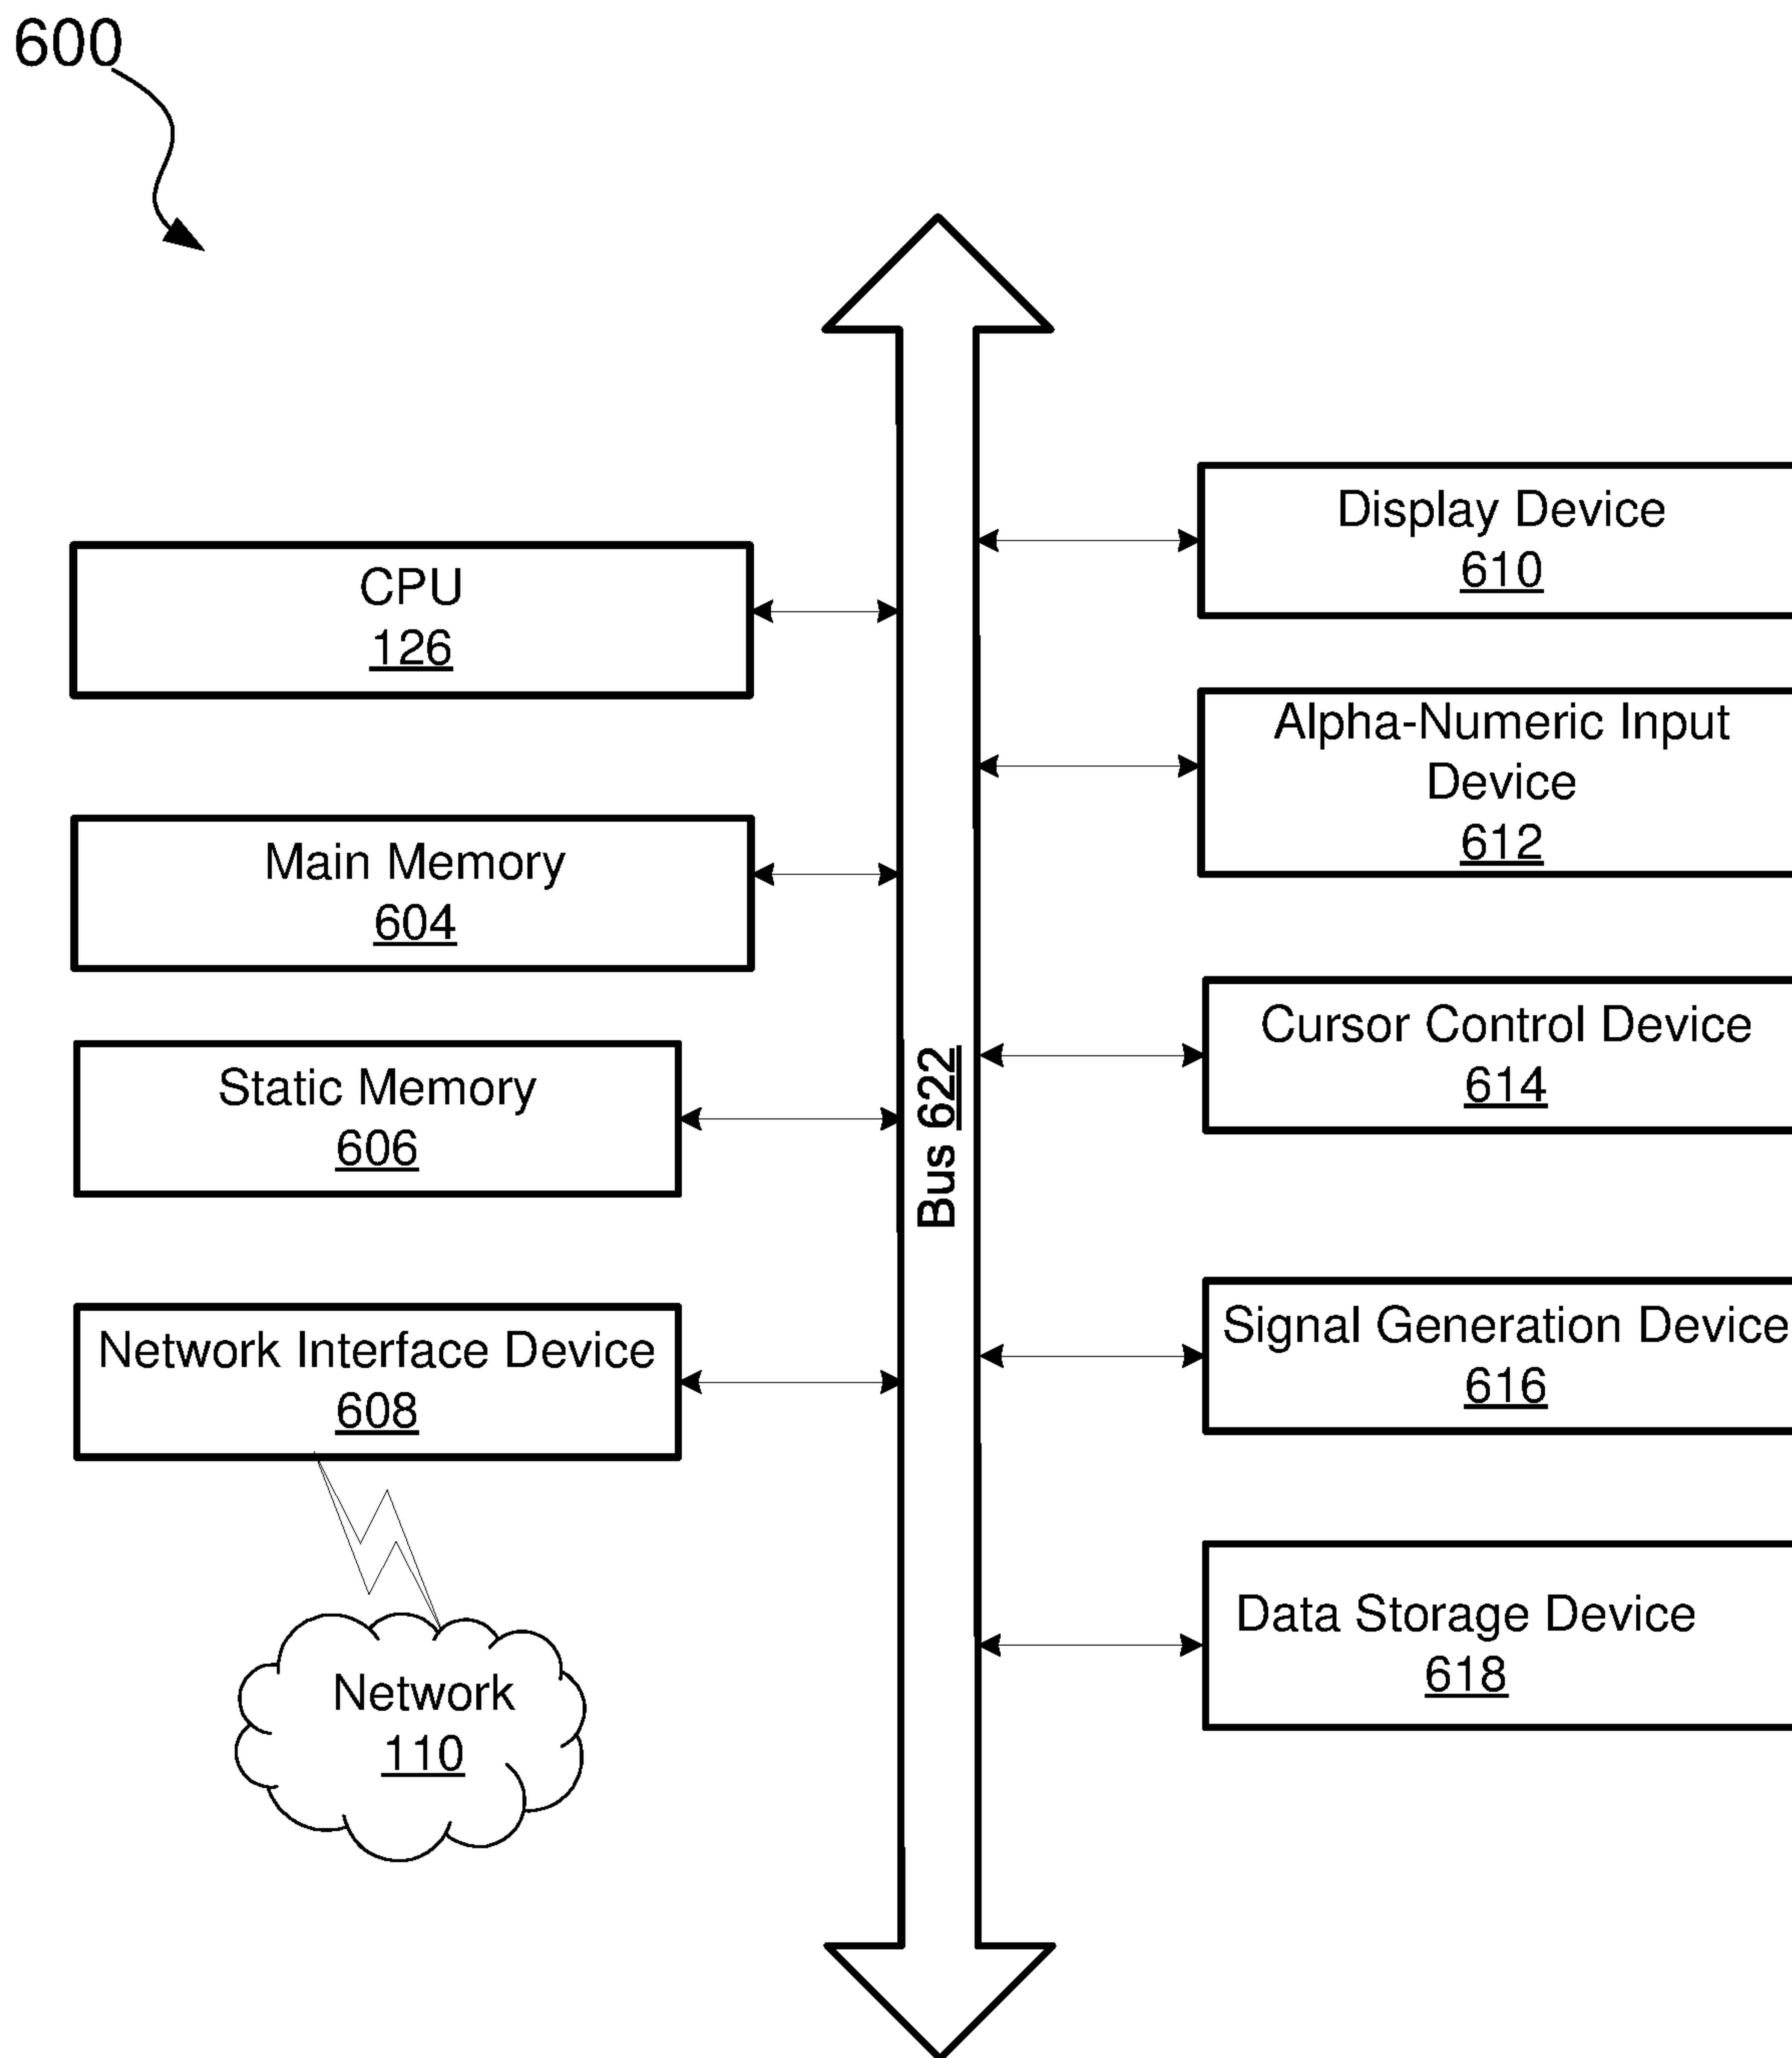 600
CPU
126
Main Memory
604
Static Memory
606
Network Interface Device
608
Network
110
Bus 622
Display Device
610
Alpha-Numeric Input
Device
612
Cursor Control Device
614
Signal Generation Device
616
Data Storage Device
618